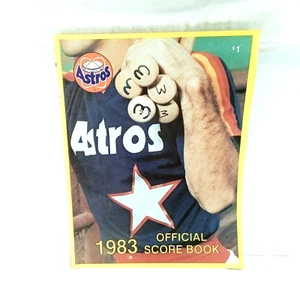 $1
Astros
Astros
1983 OFFICIAL
SCORE BOOK